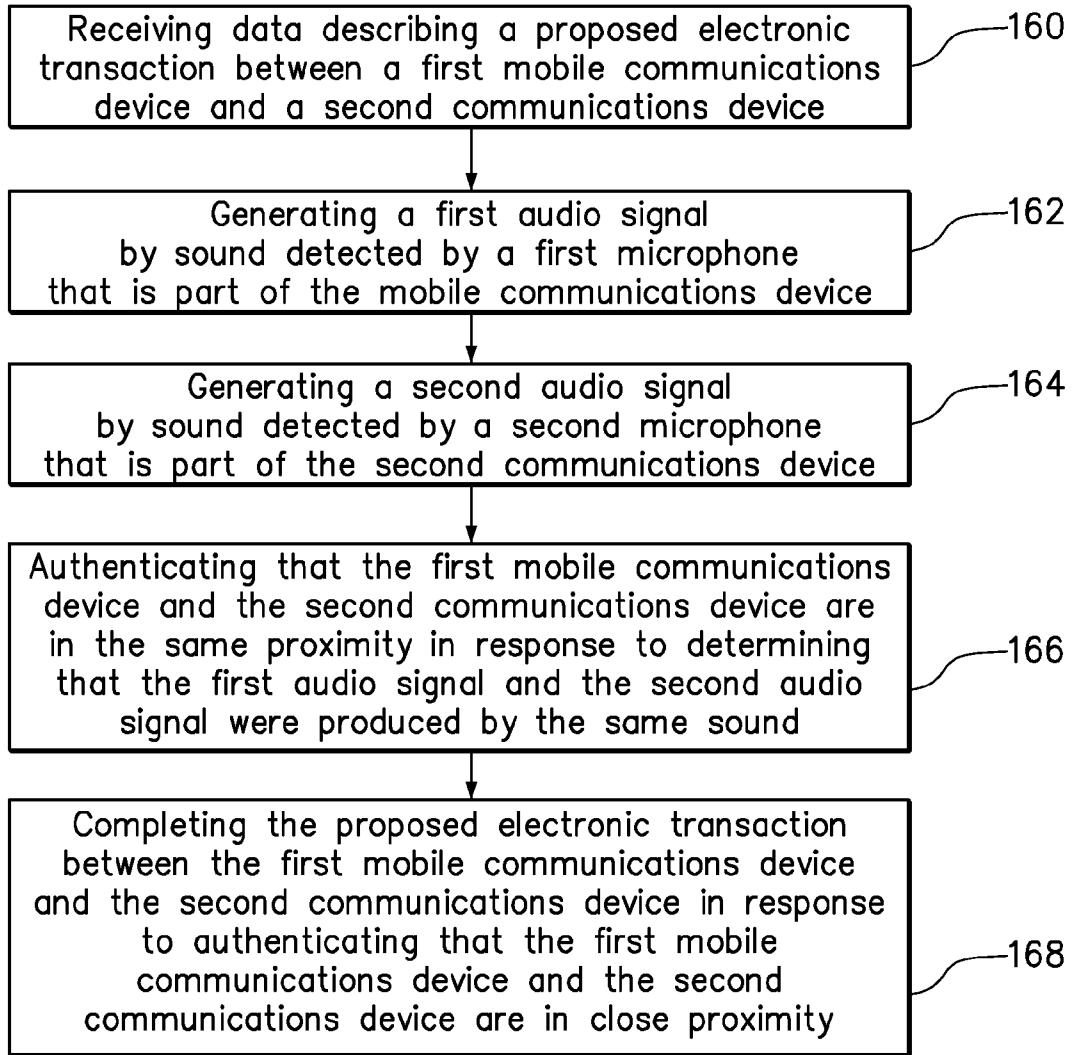 Receiving data describing a proposed electronic
transaction between a first mobile communications
device and a second communications device
160
Generating a first audio signal
by sound detected by a first microphone
that is part of the mobile communications device
162
Generating a second audio signal
by sound detected by a second microphone
that is part of the second communications device
164
Authenticating that the first mobile communications
device and the second communications device are
in the same proximity in response to determining
that the first audio signal and the second audio
signal were produced by the same sound
166
Completing the proposed electronic transaction
between the first mobile communications device
and the second communications device in response
to authenticating that the first mobile
communications device and the second
communications device are in close proximity
168